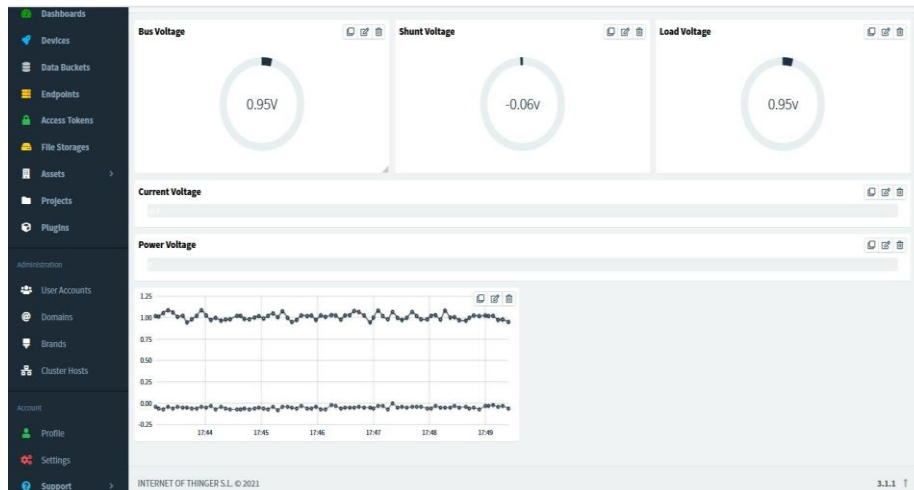 Dashboards
Devices
Data Buckets
Endpoints
Access Tokens
File Storages
Assets
Projects
Plugins
Administration
User Accounts
Domains
Brands
Cluster Hosts
Account
Profile
Settings
Support
Bus Voltage
0.95V
Shunt Voltage
-0.06v
Load Voltage
0.95v
Current Voltage
Power Voltage
1.25
1.00
0.75
0.50
0.25
0.00
-0.25
17:44
17:45
17:46
17:47
17:48
17:49
INTERNET OF THINGER S.L. © 2021
3.1.1